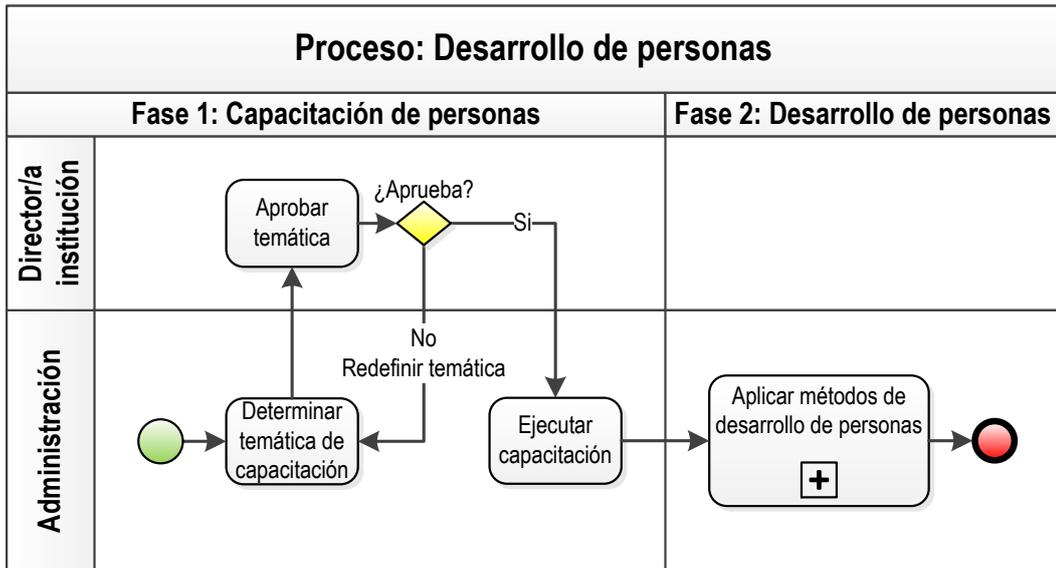 Proceso: Desarrollo de personas
Fase 1: Capacitación de personas
Fase 2: Desarrollo de personas
Director/a
institución
Aprobar
temática
¿Aprueba?
Si
No
Redefinir temática
Administración
Determinar
temática de
capacitación
Ejecutar
capacitación
Aplicar métodos de
desarrollo de personas